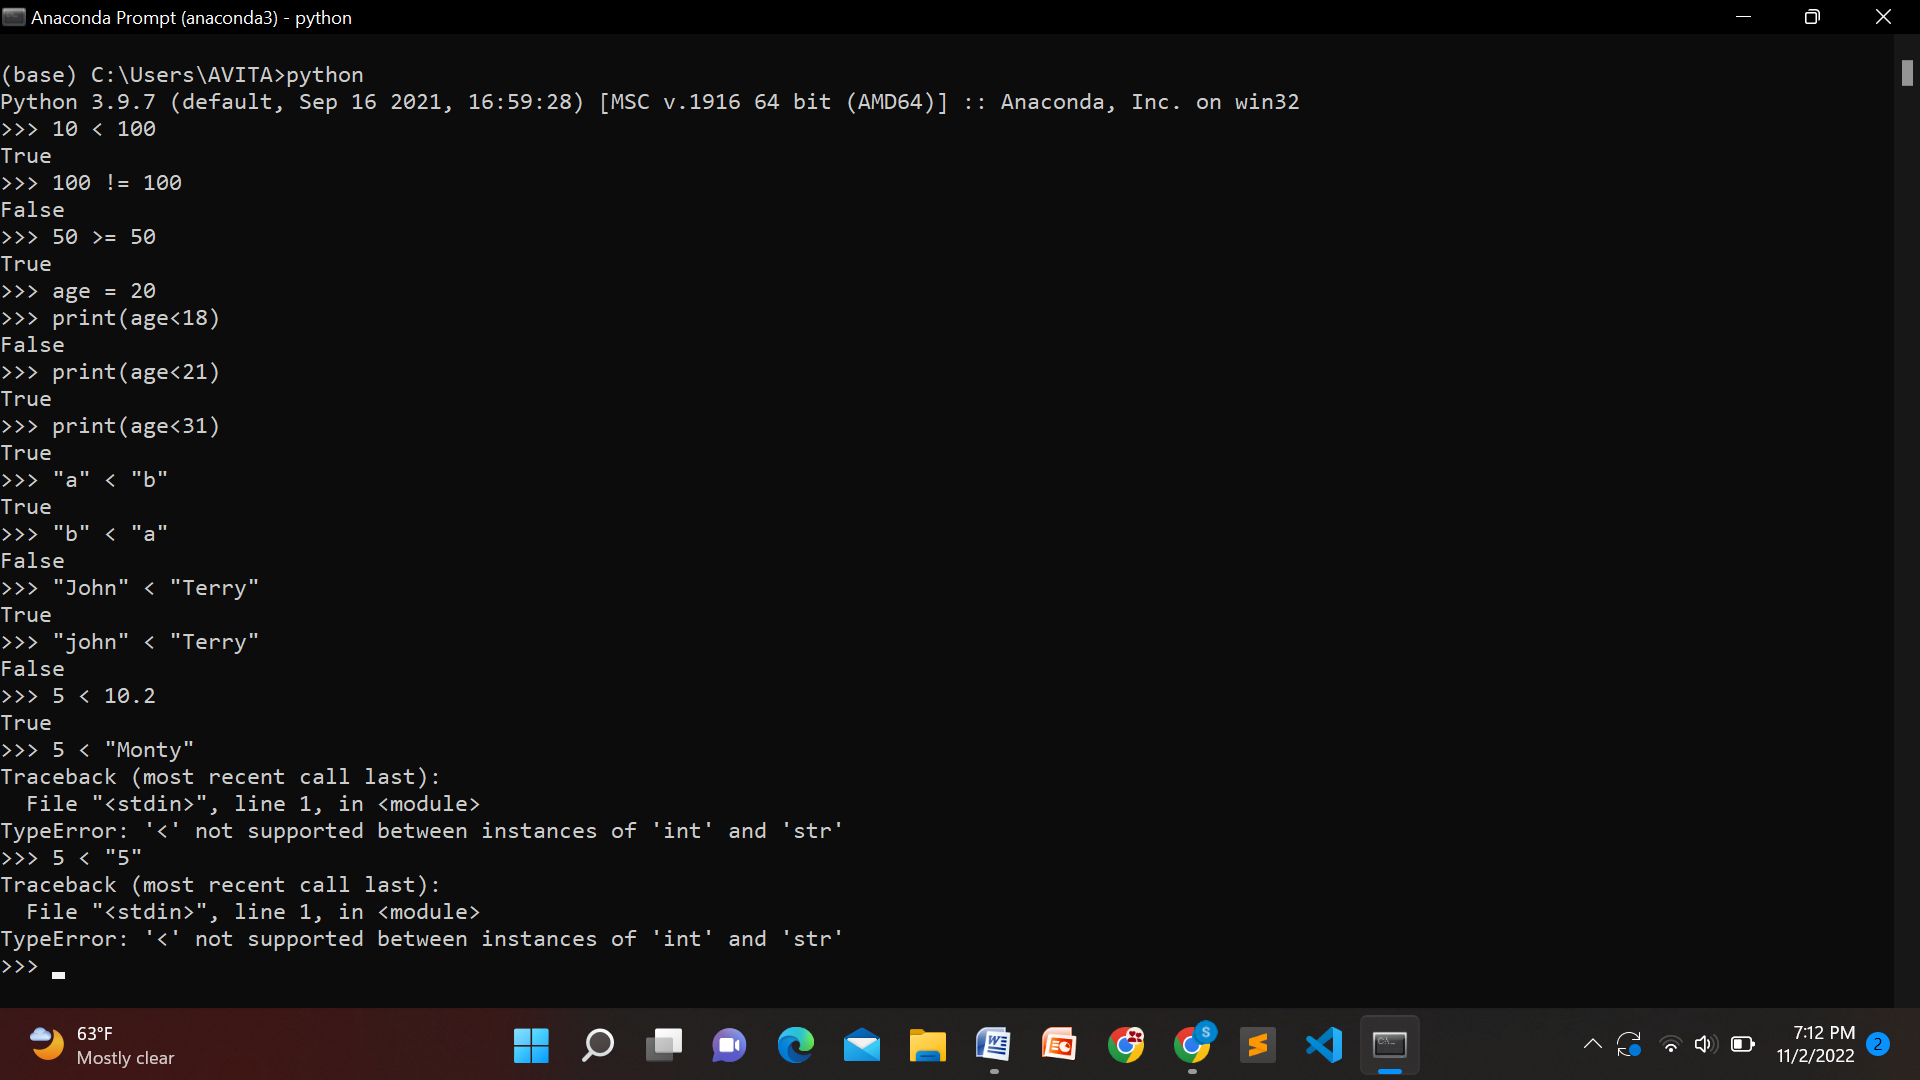 Anaconda Prompt (anaconda3) - python
(base) C:\Users\AVITA>python
Python 3.9.7 (default, Sep 16 2021, 16:59:28) [MSC v.1916 64 bit (AMD64)] :: Anaconda, Inc. on win32
>>> 10 < 100
True
>>> 100 != 100
False
>>> 50 >= 50
True
>>> age = 20
>>> print(age<18)
False
>>> print(age<21)
True
>>> print(age<31)
True
>>> "a" < "b"
True
>>> "b" < "a"
False
>>> "John" < "Terry"
True
>>> "john" < "Terry"
False
>>> 5 < 10.2
True
>>> 5 < "Monty"
Traceback (most recent call last):
  File "<stdin>", line 1, in <module>
TypeError: '<' not supported between instances of 'int' and 'str'
>>> 5 < "5"
Traceback (most recent call last):
  File "<stdin>", line 1, in <module>
TypeError: '<' not supported between instances of 'int' and 'str'
>>> _
63°F
Mostly clear
S
7:12 PM
11/2/2022
2